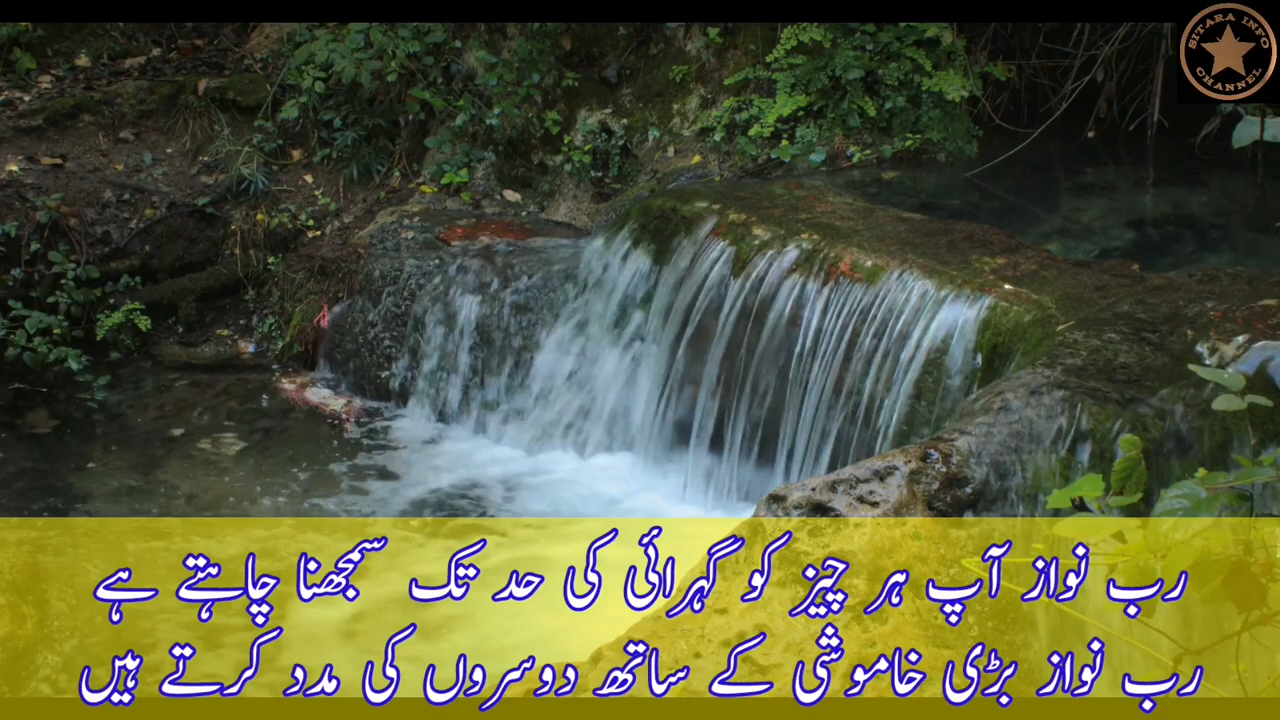 SITARA INFO
CHANNEL
رب نواز آپ ہر چیز کو گہرائی کی حد تک سمجھنا چاہتے ہے
رب نواز بڑی خاموشی کے ساتھ دوسروں کی مدد کرتے ہیں